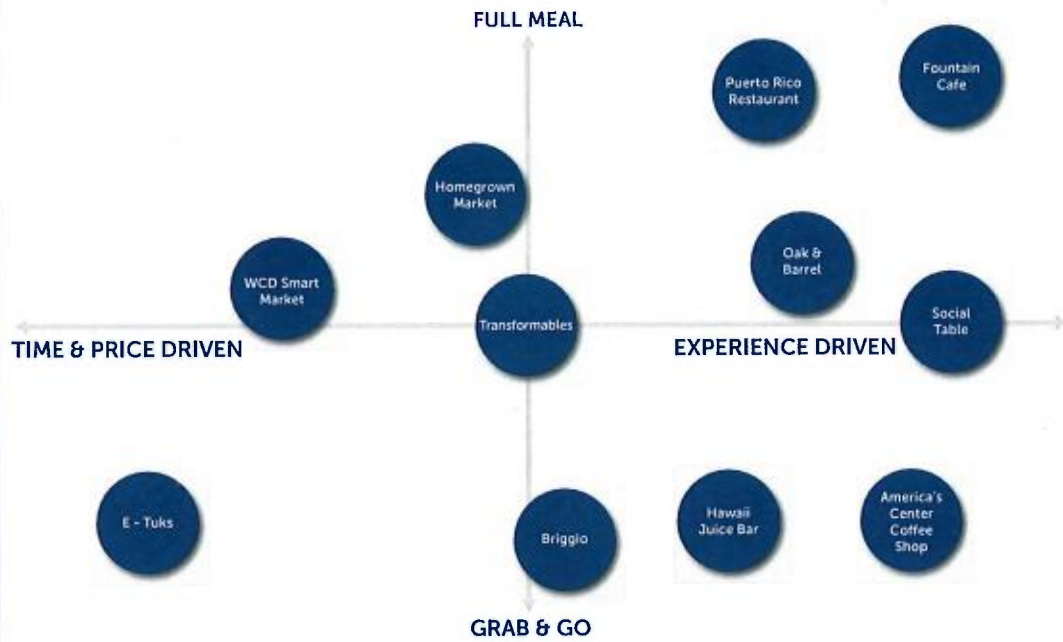 FULL MEAL
Puerto Rico
Restaurant
Fountain
Cafe
Homegrown
Market
Oak &
Barrel
WCD Smart
Market
Transformables
Social
Table
TIME & PRICE DRIVEN
EXPERIENCE DRIVEN
E - Tuks
Briggio
Hawaii
Juice Bar
America's
Center
Coffee
Shop
GRAB & GO